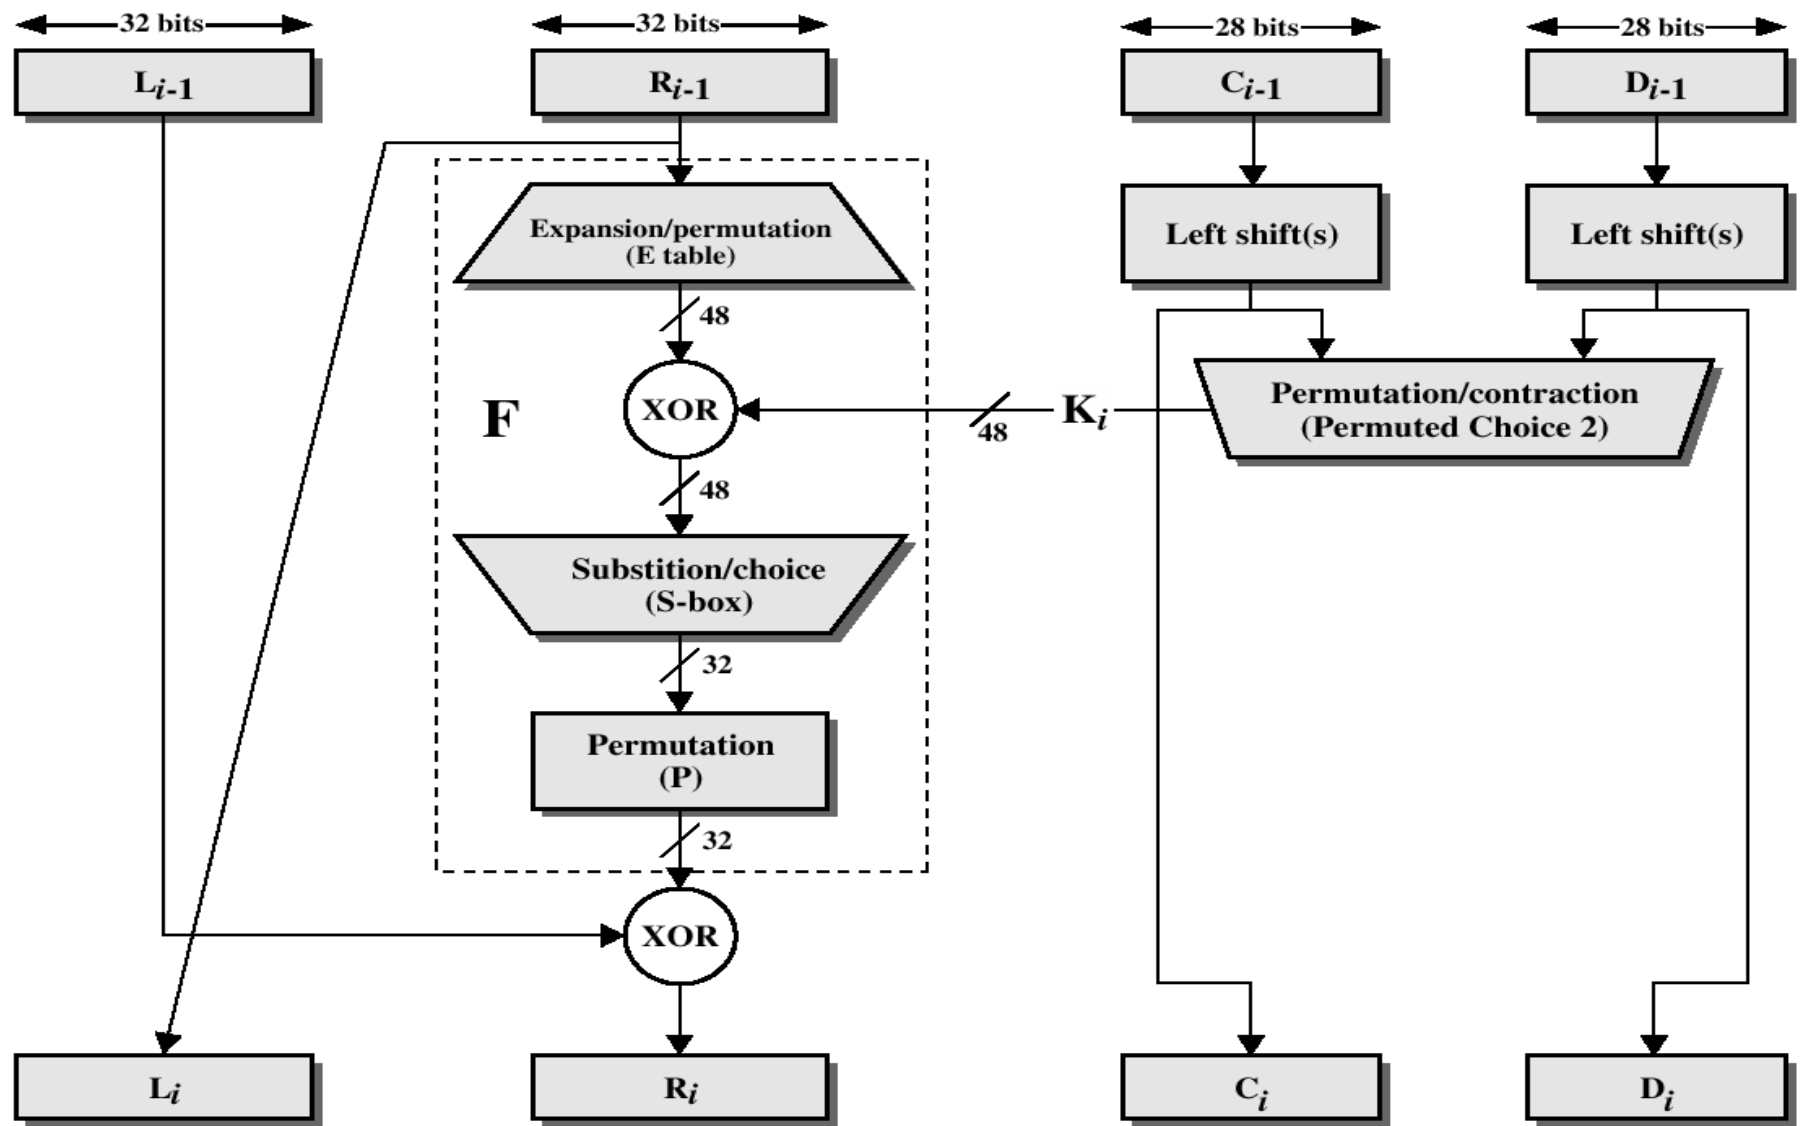 32 bits
32 bits
28 bits
28 bits
Li-1
Ri-1
Ci-1
Di-1
Expansion/permutation
(E table)
Left shift(s)
Left shift(s)
48
F
XOR
48
Ki
Permutation/contraction
(Permuted Choice 2)
48
Substition/choice
(S-box)
32
Permutation
(P)
32
XOR
Li
Ri
Ci
Di